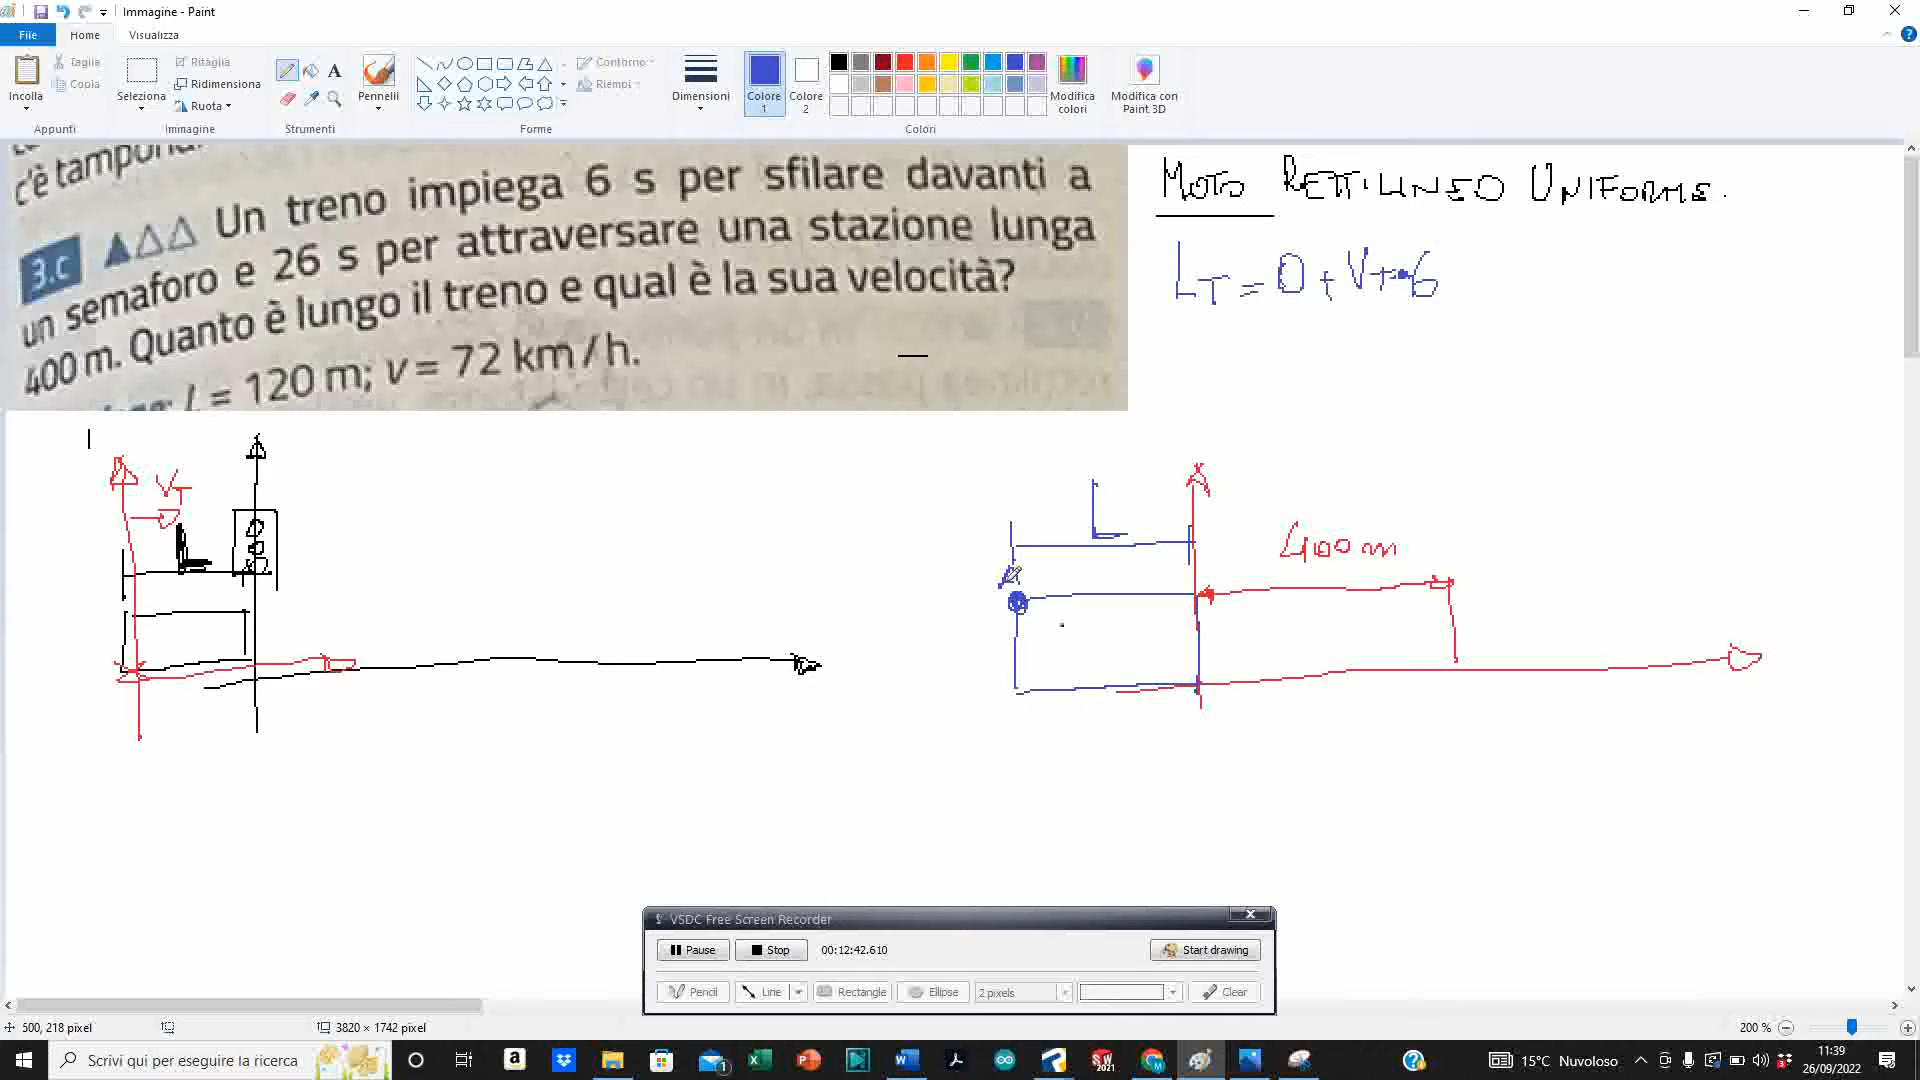 Immagine - Paint
File
Home
Visualizza
Incolla
Taglia
Copia
Appunti
Seleziona
Ritaglia
Ridimensiona
Ruota
Immagine
A
Strumenti
Pennelli
Forme
Contorno
Riempi
Dimensioni
Colore 1
Colore 2
Modifica colori
Modifica con Paint 3D
Colori
c'è tampona
3.c Un treno impiega 6 s per sfilare davanti a
un semaforo e 26 s per attraversare una stazione lunga
400 m. Quanto è lungo il treno e qual è la sua velocità?
L = 120 m; v = 72 km/h.
MOTO RETTILINEO UNIFORME.
LT = 0 + VT · 6
VT
L
L
400 m
VSDC Free Screen Recorder
Pause
Stop
00:12:42.610
Start drawing
Pencil
Line
Rectangle
Ellipse
2 pixels
Clear
500, 218 pixel
3820 × 1742 pixel
200 %
Scrivi qui per eseguire la ricerca
15°C Nuvoloso
11:39
26/09/2022